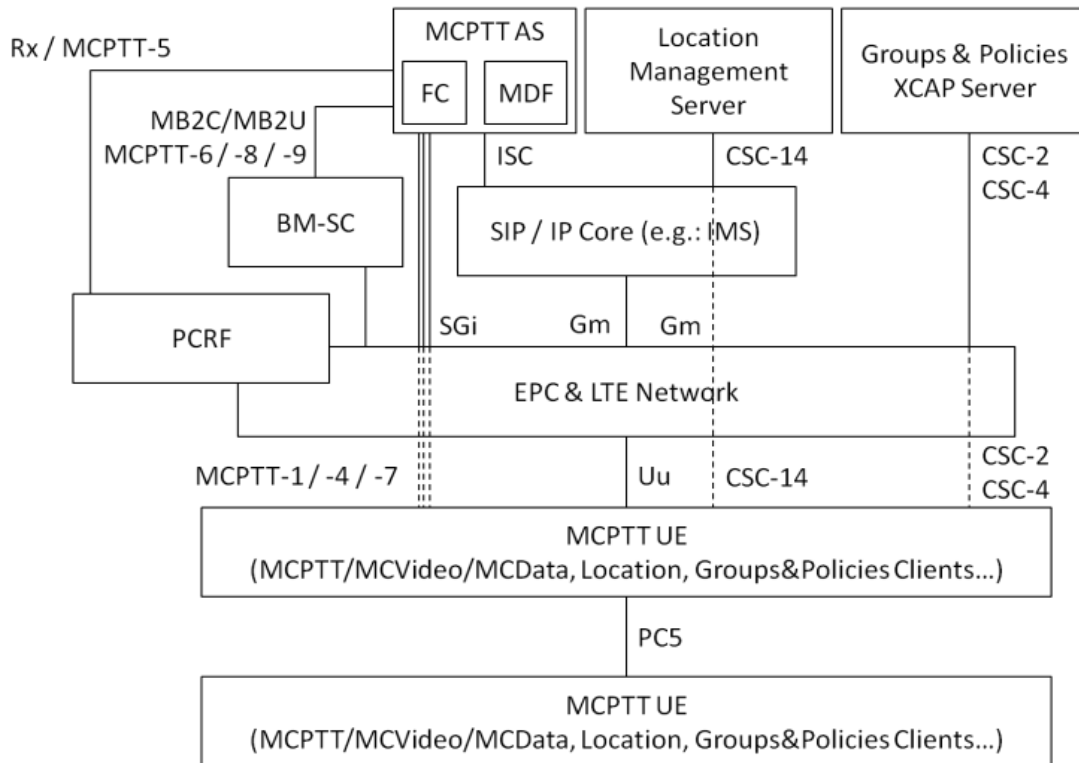 Rx / MCPTT-5
MCPTT AS
FC
MDF
Location
Management
Server
Groups & Policies
XCAP Server
MB2C/MB2U
MCPTT-6 / -8 / -9
ISC
CSC-14
CSC-2
CSC-4
BM-SC
SIP / IP Core (e.g.: IMS)
PCRF
SGi
Gm
Gm
EPC & LTE Network
MCPTT-1 / -4 / -7
Uu
CSC-14
CSC-2
CSC-4
MCPTT UE
(MCPTT/MCVideo/MCData, Location, Groups&Policies Clients...)
PC5
MCPTT UE
(MCPTT/MCVideo/MCData, Location, Groups&Policies Clients...)